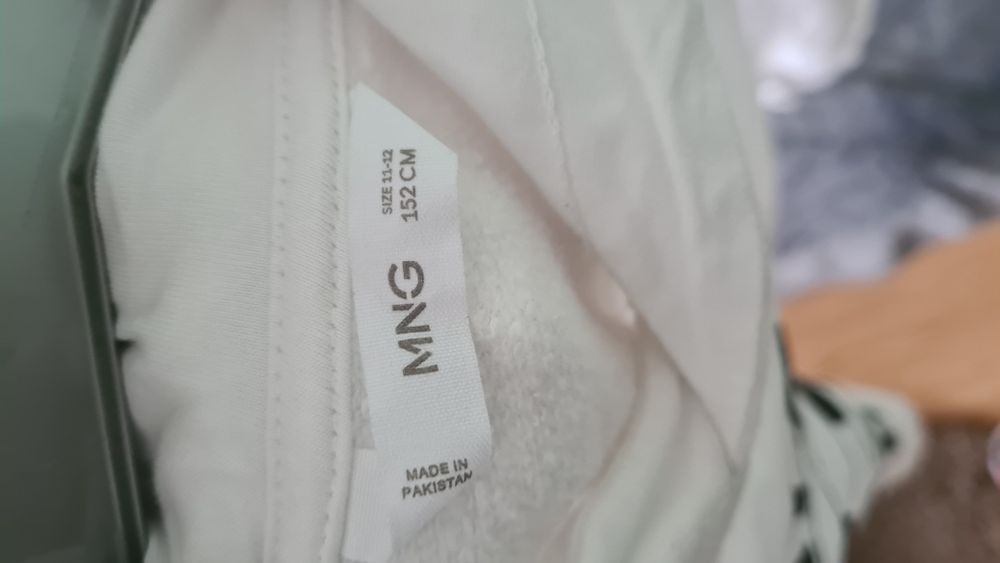 SIZE 11-12
152 CM
MNG
MADE IN
PAKISTAN